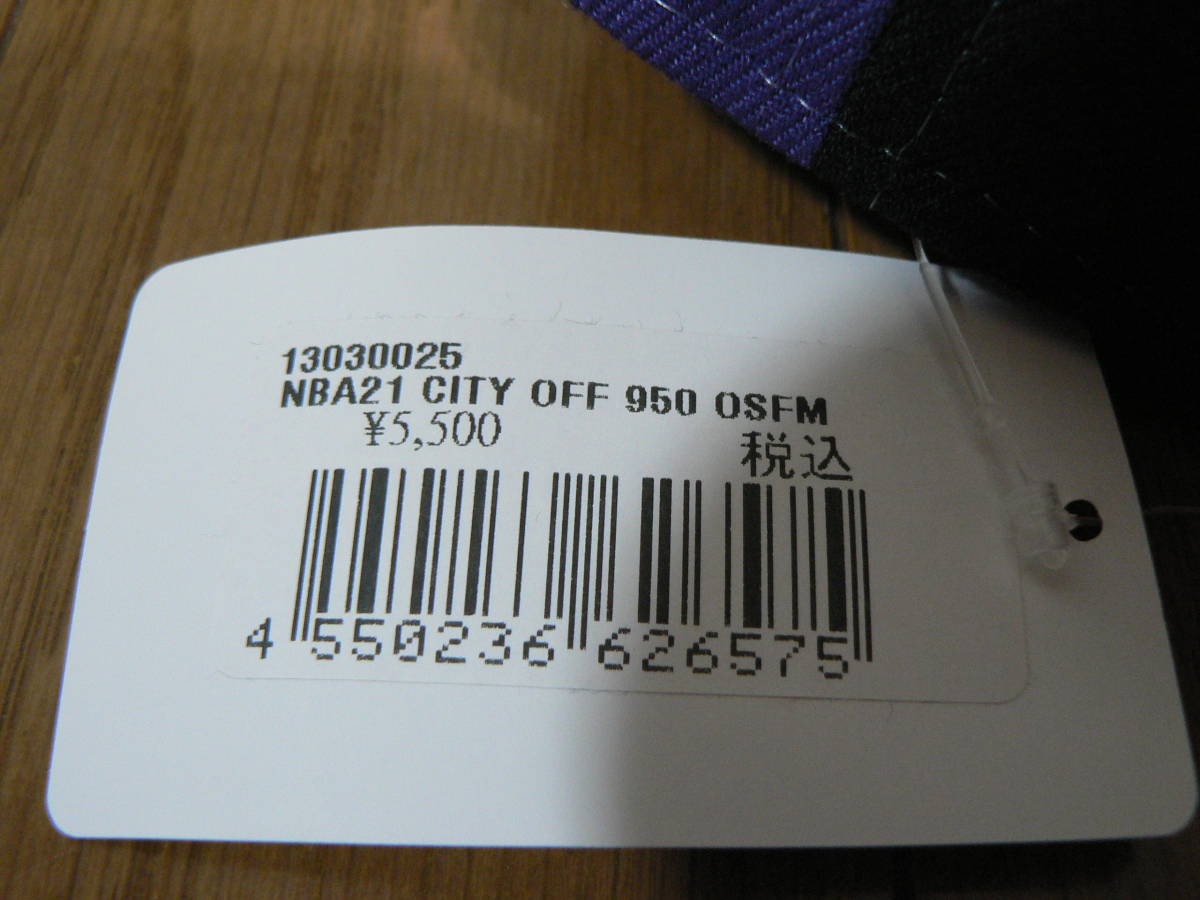 13030025
NBA21 CITY OFF 950 OSFM
¥5,500 税込
4 550236 626575